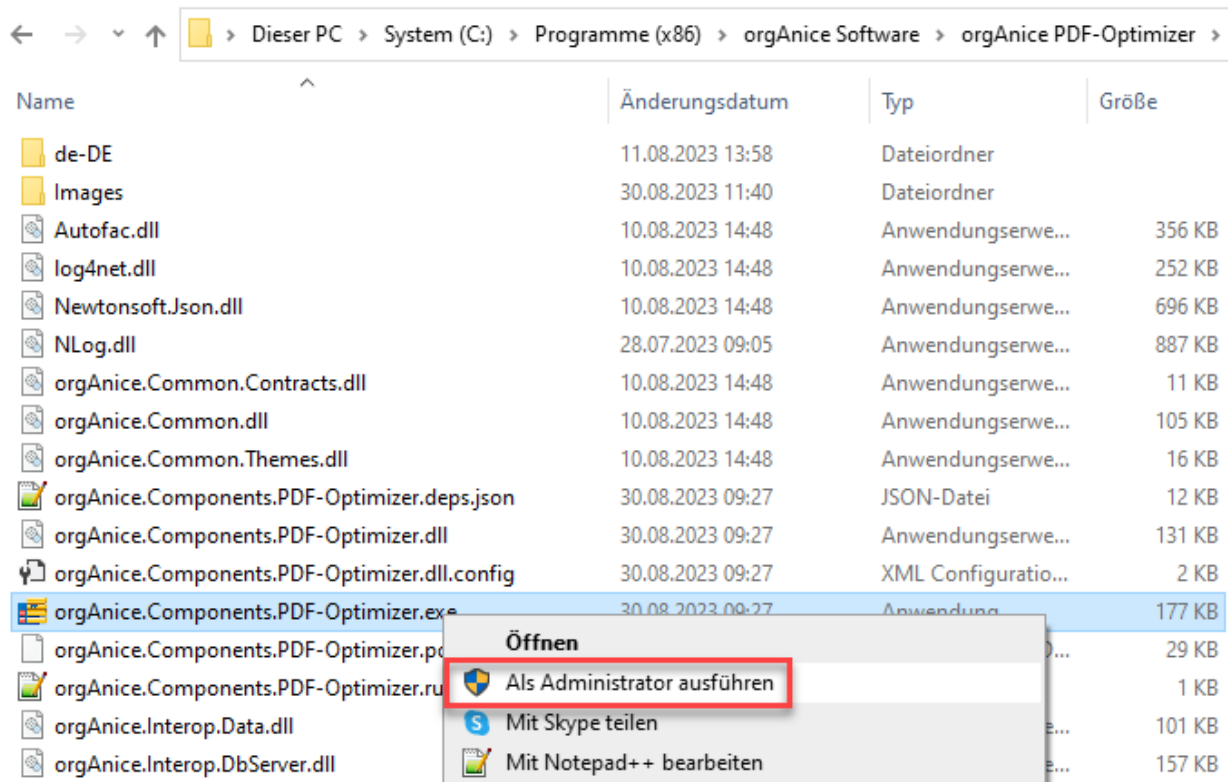 Dieser PC > System (C:) > Programme (x86) > orgAnice Software > orgAnice PDF-Optimizer >
Name Änderungsdatum Typ Größe
de-DE 11.08.2023 13:58 Dateiordner
Images 30.08.2023 11:40 Dateiordner
Autofac.dll 10.08.2023 14:48 Anwendungserwe... 356 KB
log4net.dll 10.08.2023 14:48 Anwendungserwe... 252 KB
Newtonsoft.Json.dll 10.08.2023 14:48 Anwendungserwe... 696 KB
NLog.dll 28.07.2023 09:05 Anwendungserwe... 887 KB
orgAnice.Common.Contracts.dll 10.08.2023 14:48 Anwendungserwe... 11 KB
orgAnice.Common.dll 10.08.2023 14:48 Anwendungserwe... 105 KB
orgAnice.Common.Themes.dll 10.08.2023 14:48 Anwendungserwe... 16 KB
orgAnice.Components.PDF-Optimizer.deps.json 30.08.2023 09:27 JSON-Datei 12 KB
orgAnice.Components.PDF-Optimizer.dll 30.08.2023 09:27 Anwendungserwe... 131 KB
orgAnice.Components.PDF-Optimizer.dll.config 30.08.2023 09:27 XML Configuratio... 2 KB
orgAnice.Components.PDF-Optimizer.exe 30.08.2023 09:27 Anwendung 177 KB
Öffnen
orgAnice.Components.PDF-Optimizer.p 29 KB
Als Administrator ausführen
orgAnice.Components.PDF-Optimizer.ru 1 KB
Mit Skype teilen
orgAnice.Interop.Data.dll 101 KB
Mit Notepad++ bearbeiten
orgAnice.Interop.DbServer.dll 157 KB